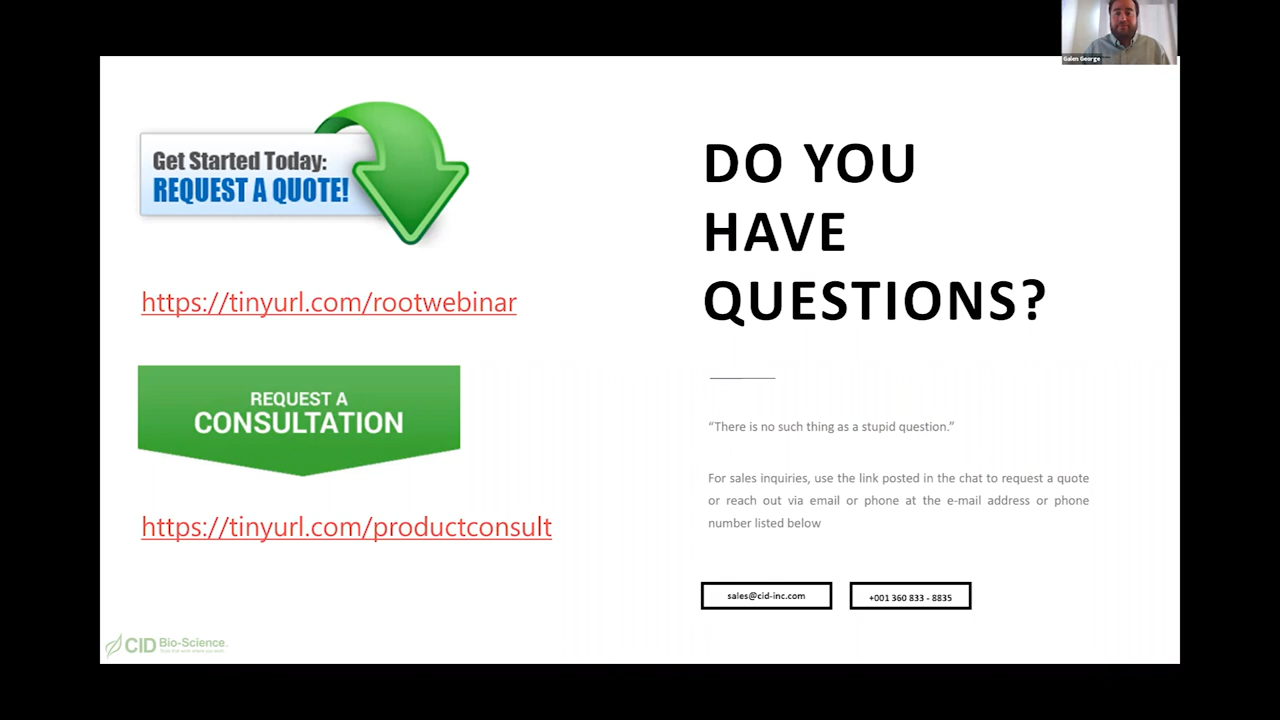 Galen George
Get Started Today:
REQUEST A QUOTE!
https://tinyurl.com/rootwebinar
REQUEST A
CONSULTATION
https://tinyurl.com/productconsult
DO YOU
HAVE
QUESTIONS?
“There is no such thing as a stupid question.”
For sales inquiries, use the link posted in the chat to request a quote
or reach out via email or phone at the e-mail address or phone
number listed below
sales@cid-inc.com
+001 360 833 - 8835
CID Bio-Science